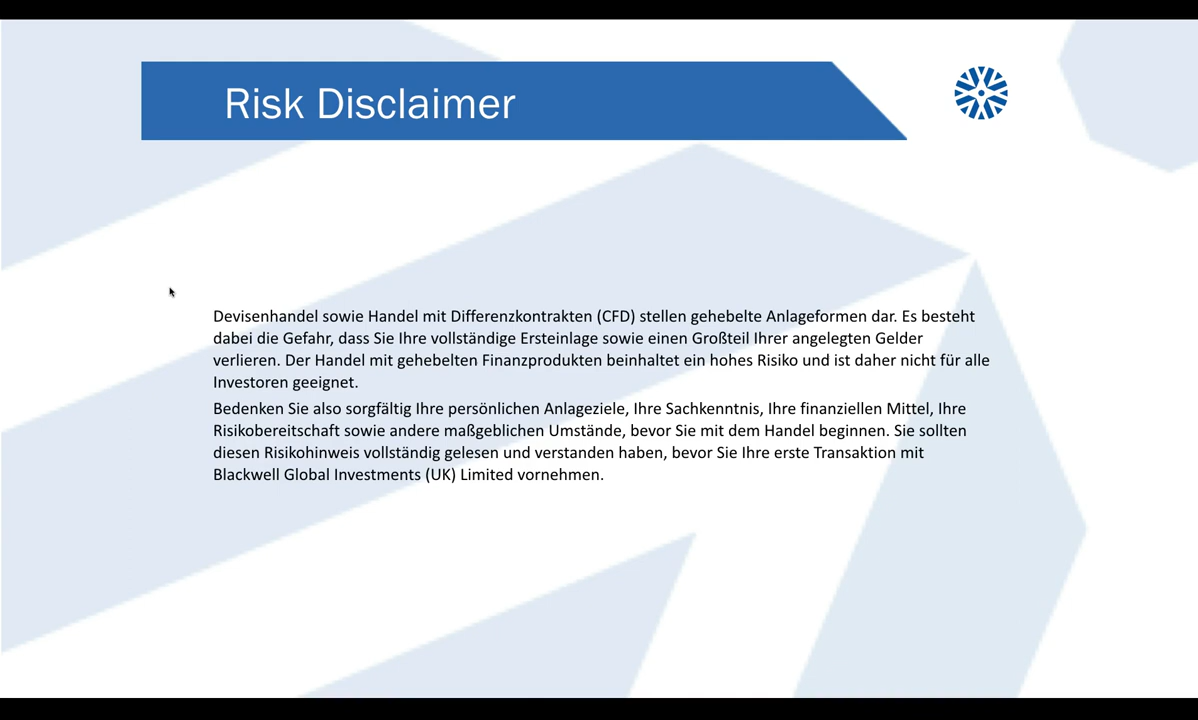 Risk Disclaimer
Devisenhandel sowie Handel mit Differenzkontrakten (CFD) stellen gehebelte Anlageformen dar. Es besteht
dabei die Gefahr, dass Sie Ihre vollständige Ersteinlage sowie einen Großteil Ihrer angelegten Gelder
verlieren. Der Handel mit gehebelten Finanzprodukten beinhaltet ein hohes Risiko und ist daher nicht für alle
Investoren geeignet.
Bedenken Sie also sorgfältig Ihre persönlichen Anlageziele, Ihre Sachkenntnis, Ihre finanziellen Mittel, Ihre
Risikobereitschaft sowie andere maßgeblichen Umstände, bevor Sie mit dem Handel beginnen. Sie sollten
diesen Risikohinweis vollständig gelesen und verstanden haben, bevor Sie Ihre erste Transaktion mit
Blackwell Global Investments (UK) Limited vornehmen.